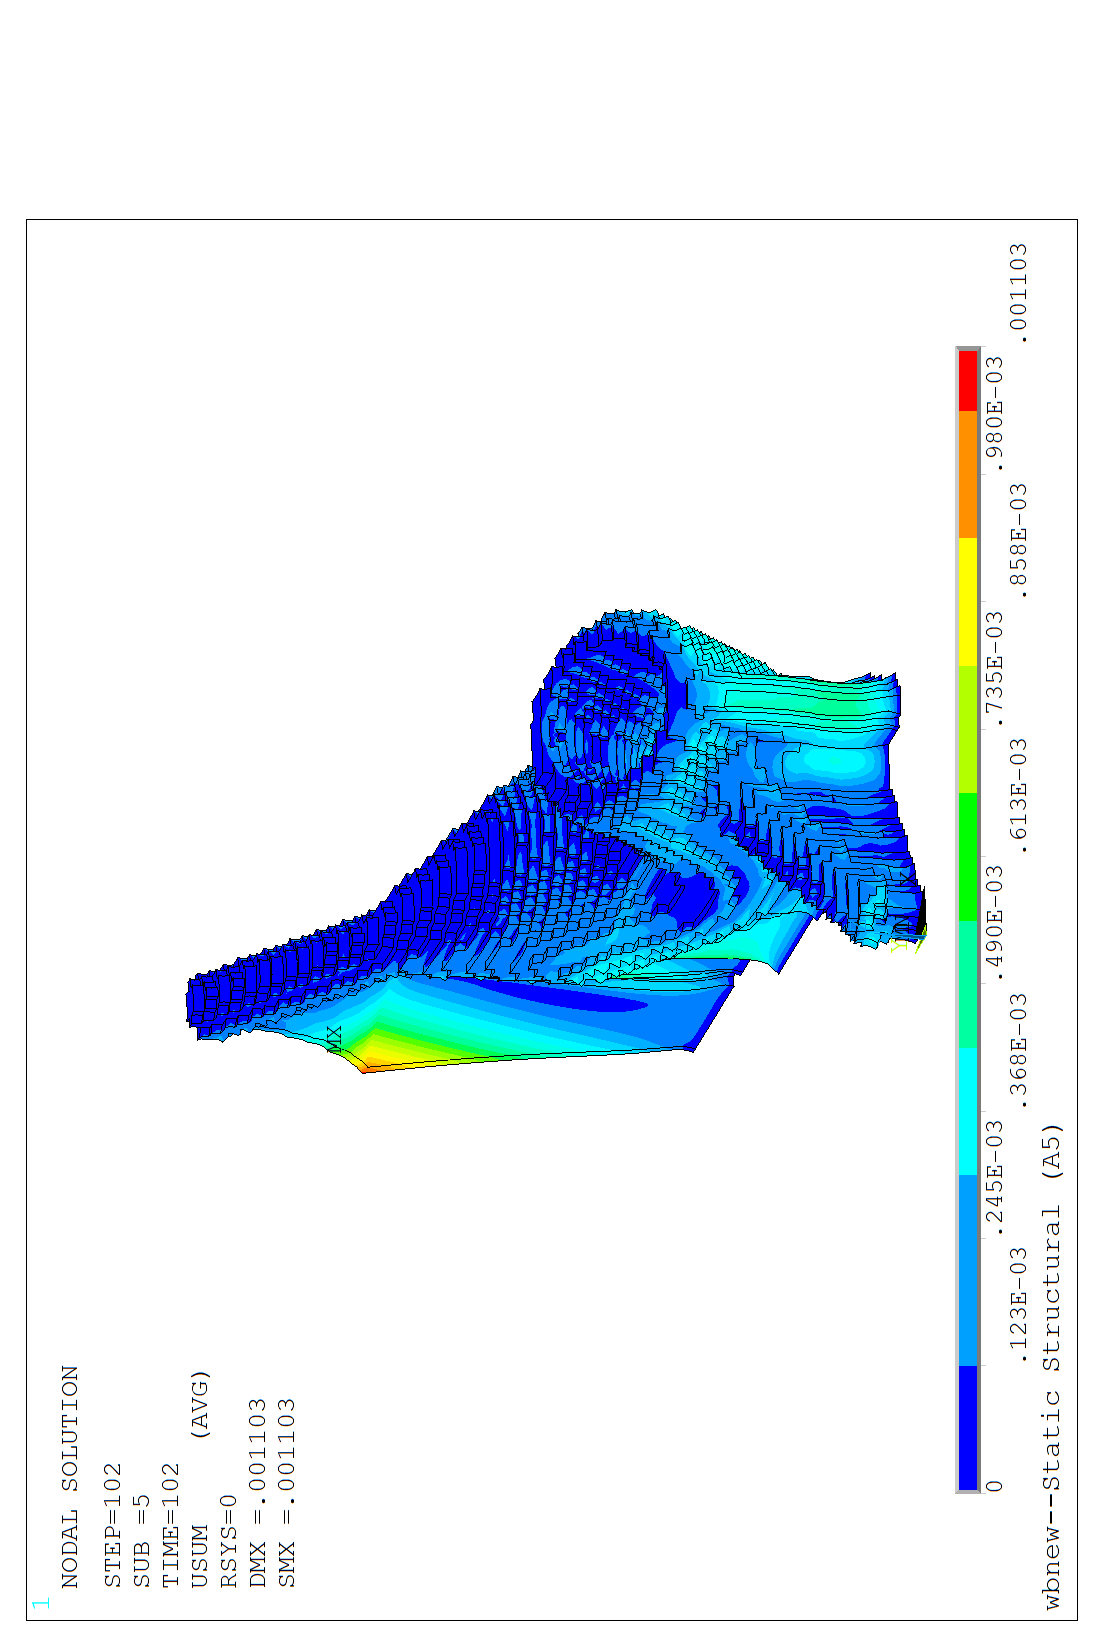 1
NODAL SOLUTION
STEP=102
SUB =5
TIME=102
USUM (AVG)
RSYS=0
DMX =.001103
SMX =.001103
MX
0 .245E-03 .490E-03 .735E-03 .980E-03
.123E-03 .368E-03 .613E-03 .858E-03 .001103
wbnew--Static Structural (A5)